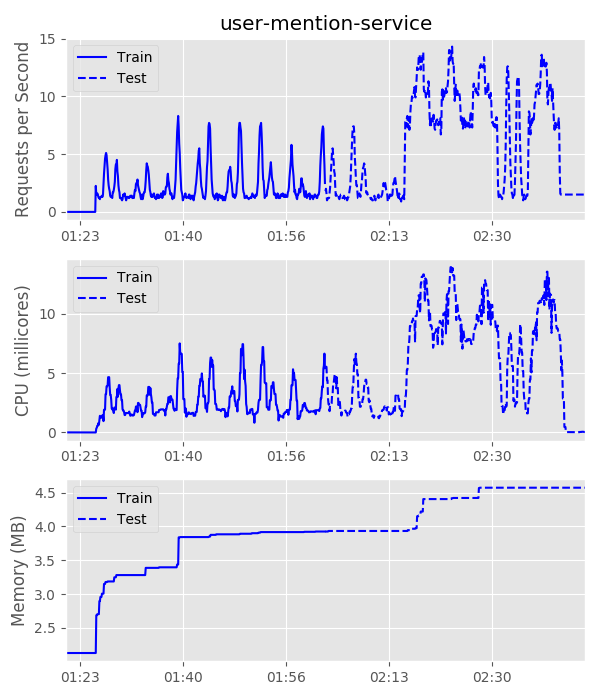 user-mention-service
Requests per Second
15
10
5
0
Train
Test
01:23 01:40 01:56 02:13 02:30
CPU (millicores)
10
5
0
Train
Test
01:23 01:40 01:56 02:13 02:30
Memory (MB)
4.5
4.0
3.5
3.0
2.5
Train
Test
01:23 01:40 01:56 02:13 02:30